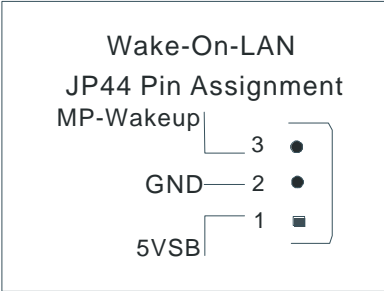 Wake-On-LAN
JP44 Pin Assignment
MP-Wakeup
3
GND
2
1
5VSB